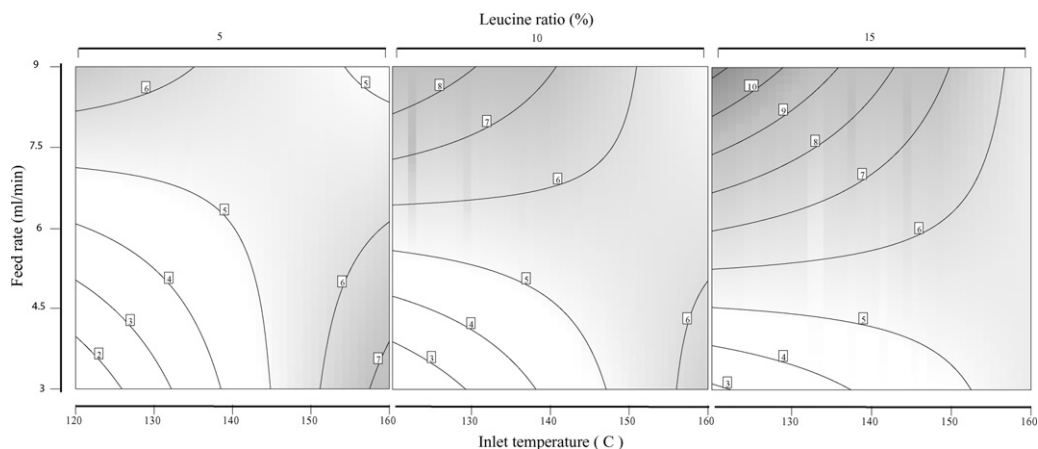 Leucine ratio (%)
5 10 15
Feed rate (ml/min)
9
7.5
6
4.5
3
6 5 5 4 3 2 6 7
8 7 6 5 4 3 6
10 9 8 7 6 5 4 3
120 130 140 150 160 130 140 150 160 130 140 150 160
Inlet temperature ( C )